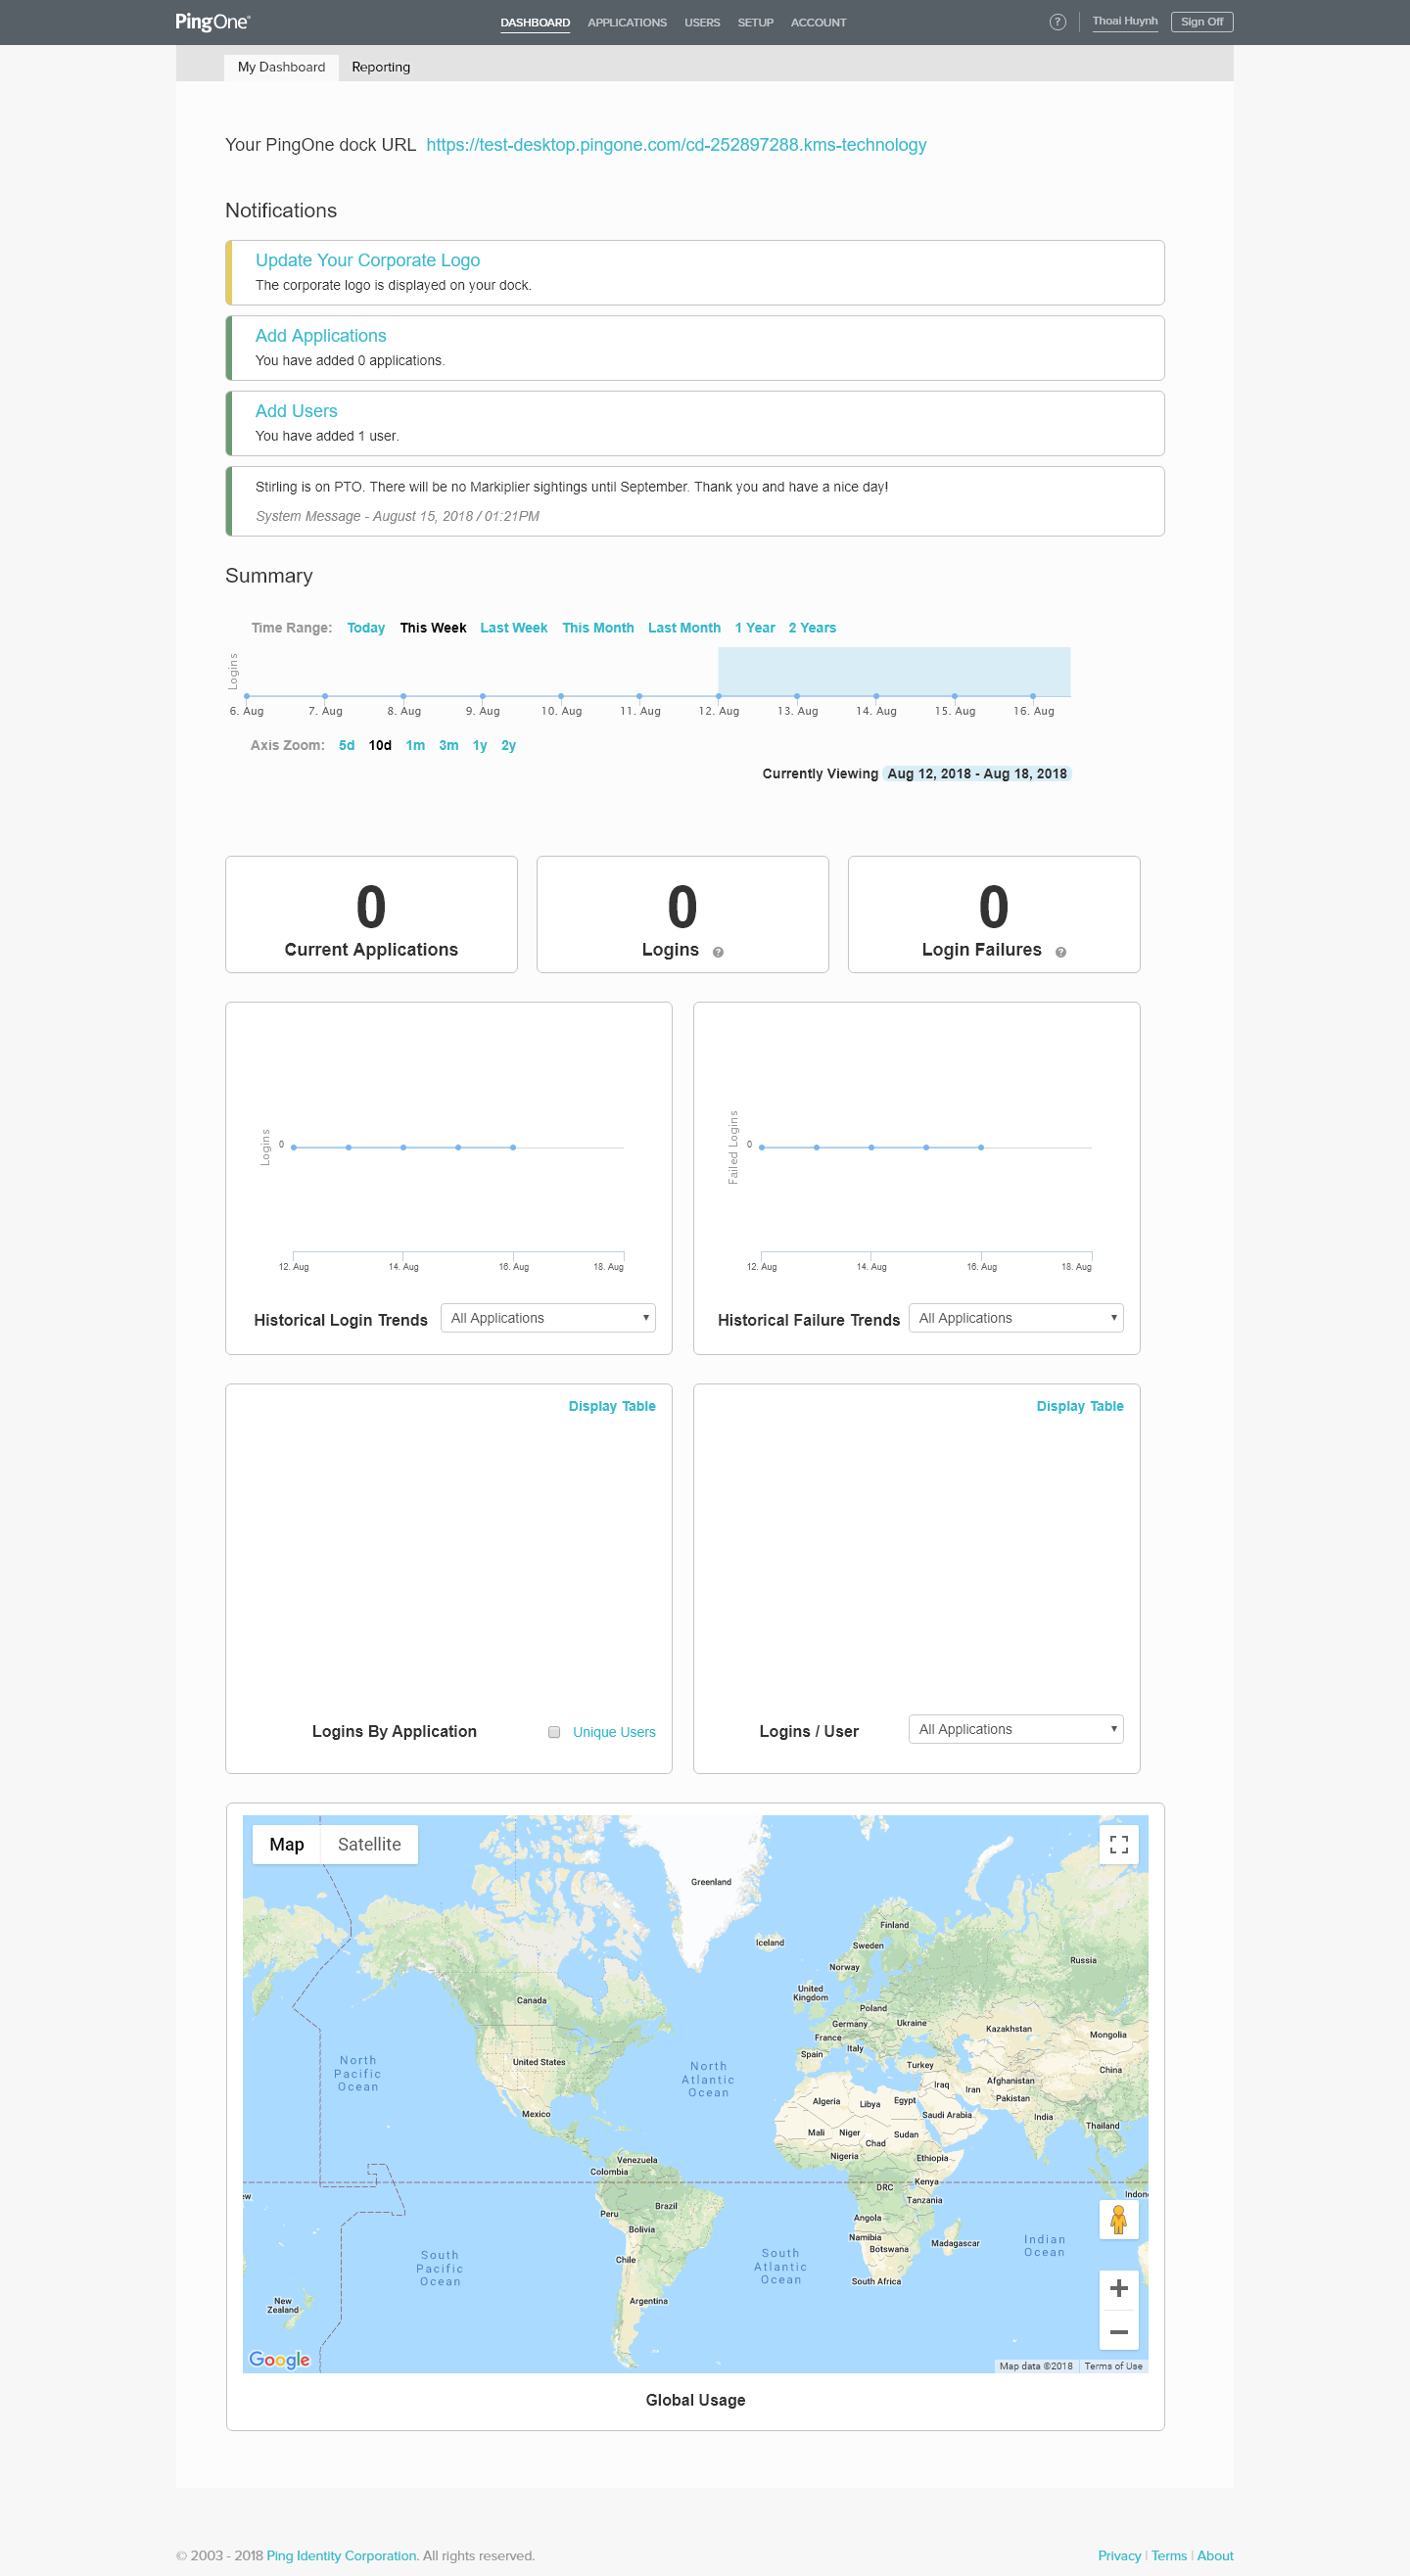 PingOne
DASHBOARD APPLICATIONS USERS SETUP ACCOUNT
? Thoai Huynh Sign Off
My Dashboard Reporting
Your PingOne dock URL https://test-desktop.pingone.com/cd-252897288.kms-technology
Notifications
Update Your Corporate Logo
The corporate logo is displayed on your dock.
Add Applications
You have added 0 applications.
Add Users
You have added 1 user.
Stirling is on PTO. There will be no Markiplier sightings until September. Thank you and have a nice day!
System Message - August 15, 2018 / 01:21PM
Summary
Time Range: Today This Week Last Week This Month Last Month 1 Year 2 Years
Logins
6. Aug 7. Aug 8. Aug 9. Aug 10. Aug 11. Aug 12. Aug 13. Aug 14. Aug 15. Aug 16. Aug
Axis Zoom: 5d 10d 1m 3m 1y 2y
Currently Viewing Aug 12, 2018 - Aug 18, 2018
0
Current Applications
0
Logins ?
0
Login Failures ?
Logins
0
12. Aug 14. Aug 16. Aug 18. Aug
Historical Login Trends All Applications
Failed Logins
0
12. Aug 14. Aug 16. Aug 18. Aug
Historical Failure Trends All Applications
Display Table
Logins By Application Unique Users
Display Table
Logins / User All Applications
Map Satellite
Greenland
Finland
Iceland
Sweden
Russia
Norway
United
Kingdom
Canada
Poland
Germany
Ukraine
Kazakhstan
Mongolia
France
Italy
Spain
United States
North
Pacific
Ocean
North
Atlantic
Ocean
Turkey
China
Iraq
Iran
Afghanistan
Pakistan
Algeria
Libya
Egypt
Saudi Arabia
India
Mexico
Thailand
Mali
Niger
Chad
Sudan
Nigeria
Ethiopia
Venezuela
Colombia
Kenya
DRC
Tanzania
ew
Indon
Brazil
Peru
Bolivia
Angola
Namibia
Botswana
Madagascar
Indian
Ocean
Chile
South
Pacific
Ocean
South
Atlantic
Ocean
South Africa
New
Zealand
Argentina
Google
Map data ©2018 Terms of Use
Global Usage
© 2003 - 2018 Ping Identity Corporation. All rights reserved.
Privacy | Terms | About